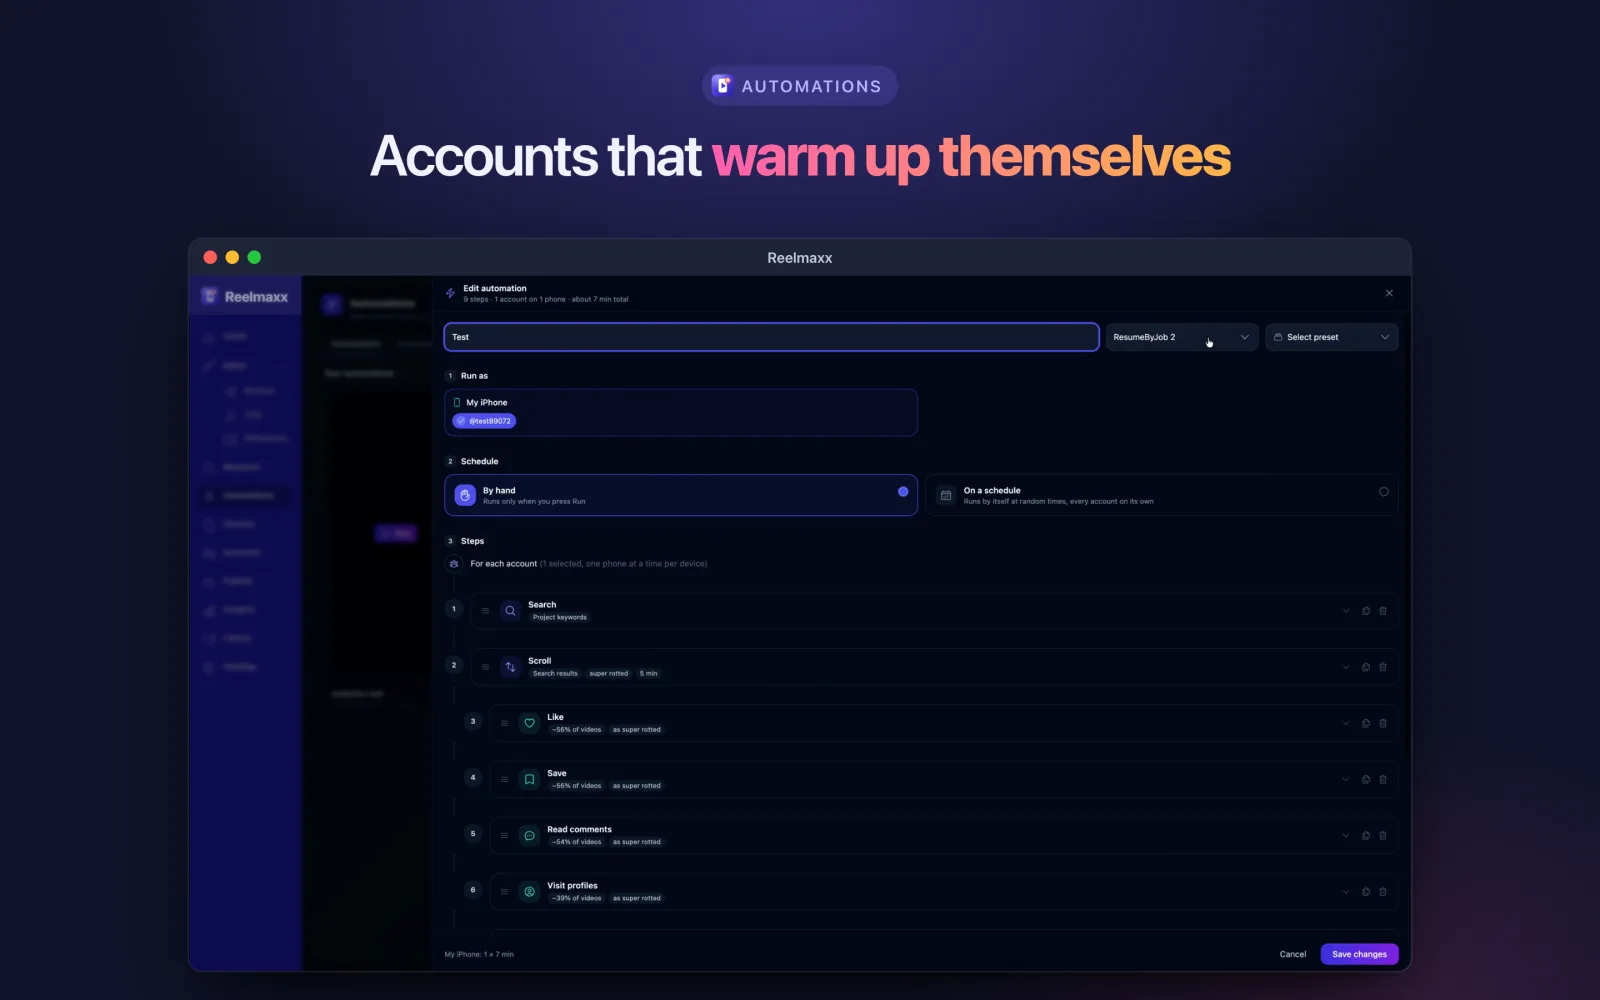 AUTOMATIONS
Accounts that warm up themselves
Reelmaxx
Reelmaxx
Edit automation
9 steps · 1 account on 1 phone · about 7 min total
Test
ResumeByJob 2
Select preset
1 Run as
My iPhone
@test89072
2 Schedule
By hand
Runs only when you press Run
On a schedule
Runs by itself at random times, every account on its own
3 Steps
For each account (1 selected, one phone at a time per device)
1
Search
Project keywords
2
Scroll
Search results super rotted 5 min
3
Like
~56% of videos as super rotted
4
Save
~56% of videos as super rotted
5
Read comments
~54% of videos as super rotted
6
Visit profiles
~39% of videos as super rotted
My iPhone: 1 × 7 min
Cancel
Save changes